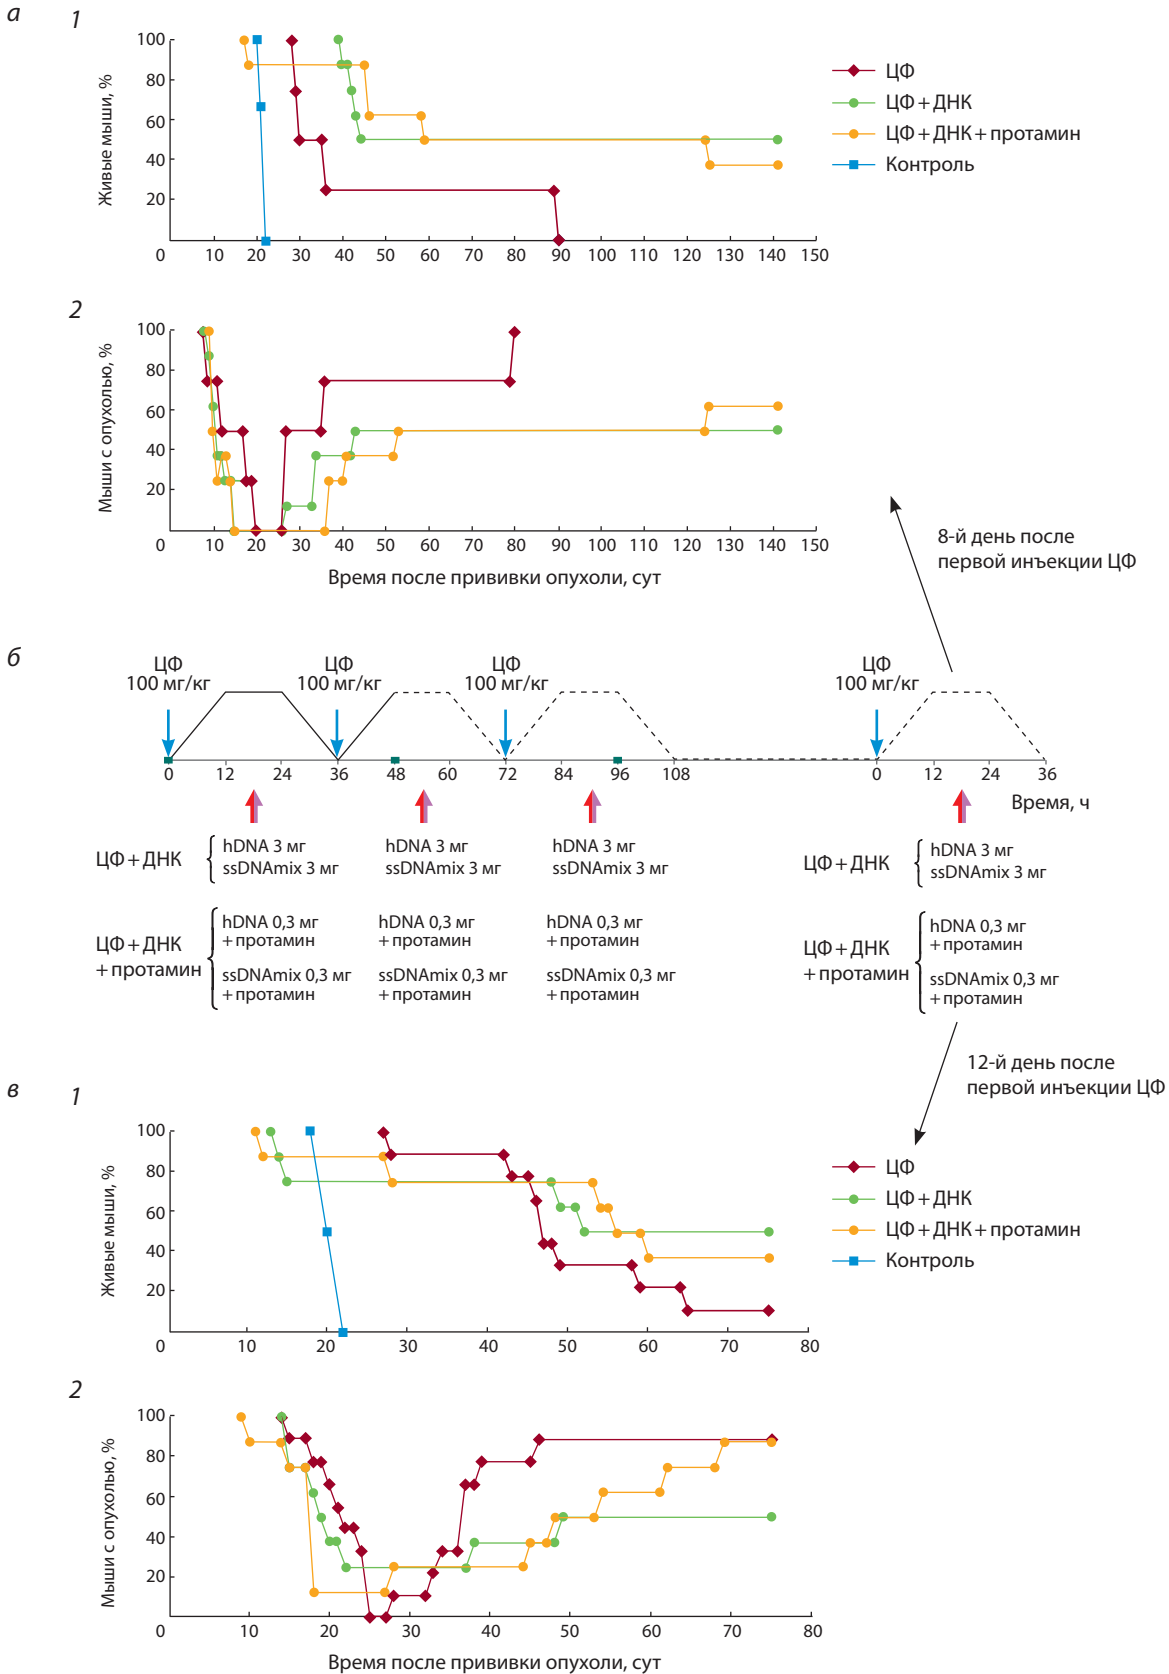 а
1
Живые мыши, %
100
80
60
40
20
0
10 20 30 40 50 60 70 80 90 100 110 120 130 140 150
ЦФ
ЦФ + ДНК
ЦФ + ДНК + протамин
Контроль
2
Мыши с опухолью, %
100
80
60
40
20
0
10 20 30 40 50 60 70 80 90 100 110 120 130 140 150
Время после прививки опухоли, сут
8-й день после
первой инъекции ЦФ
б
ЦФ ЦФ ЦФ ЦФ
100 мг/кг 100 мг/кг 100 мг/кг 100 мг/кг
0 12 24 36 48 60 72 84 96 108 0 12 24 36
Время, ч
ЦФ + ДНК
hDNA 3 мг hDNA 3 мг hDNA 3 мг
ssDNAmix 3 мг ssDNAmix 3 мг ssDNAmix 3 мг
ЦФ + ДНК
hDNA 3 мг
ssDNAmix 3 мг
ЦФ + ДНК
+ протамин
hDNA 0,3 мг hDNA 0,3 мг hDNA 0,3 мг
+ протамин + протамин + протамин
ssDNAmix 0,3 мг ssDNAmix 0,3 мг ssDNAmix 0,3 мг
+ протамин + протамин + протамин
ЦФ + ДНК
+ протамин
hDNA 0,3 мг
+ протамин
ssDNAmix 0,3 мг
+ протамин
12-й день после
первой инъекции ЦФ
в
1
Живые мыши, %
100
80
60
40
20
0
10 20 30 40 50 60 70 80
ЦФ
ЦФ + ДНК
ЦФ + ДНК + протамин
Контроль
2
Мыши с опухолью, %
100
80
60
40
20
0
10 20 30 40 50 60 70 80
Время после прививки опухоли, сут